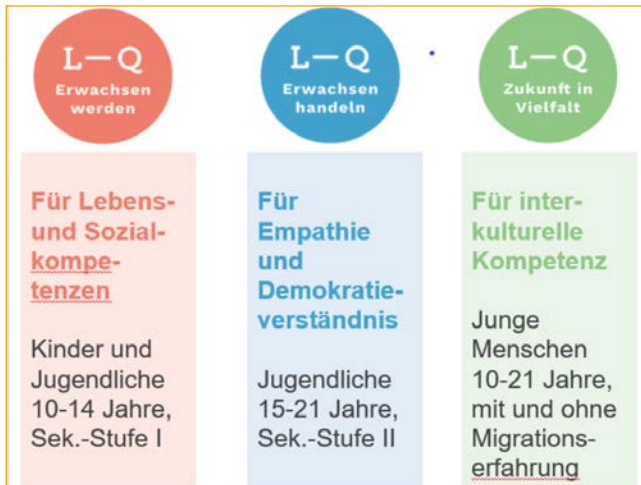 L–Q
Erwachsen
werden
Für Lebens-
und Sozial-
kompe-
tenzen
Kinder und
Jugendliche
10-14 Jahre,
Sek.-Stufe I
L–Q
Erwachsen
handeln
Für
Empathie
und
Demokratie-
verständnis
Jugendliche
15-21 Jahre,
Sek.-Stufe II
L–Q
Zukunft in
Vielfalt
Für inter-
kulturelle
Kompetenz
Junge
Menschen
10-21 Jahre,
mit und ohne
Migrations-
erfahrung